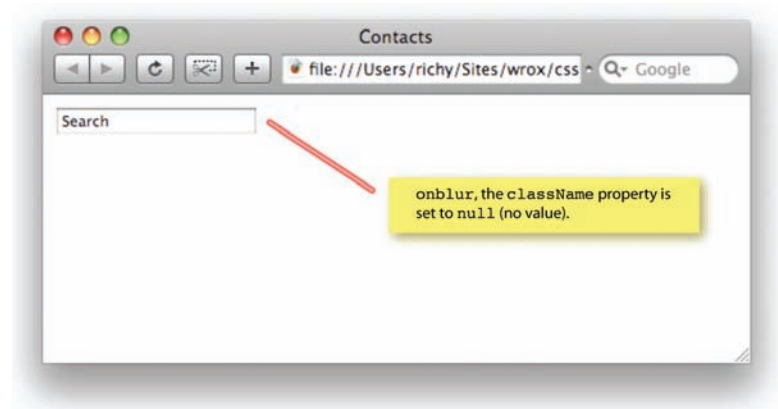 Contacts
file:///Users/richy/Sites/wrox/css
Google
Search
onblur, the className property is
set to null (no value).